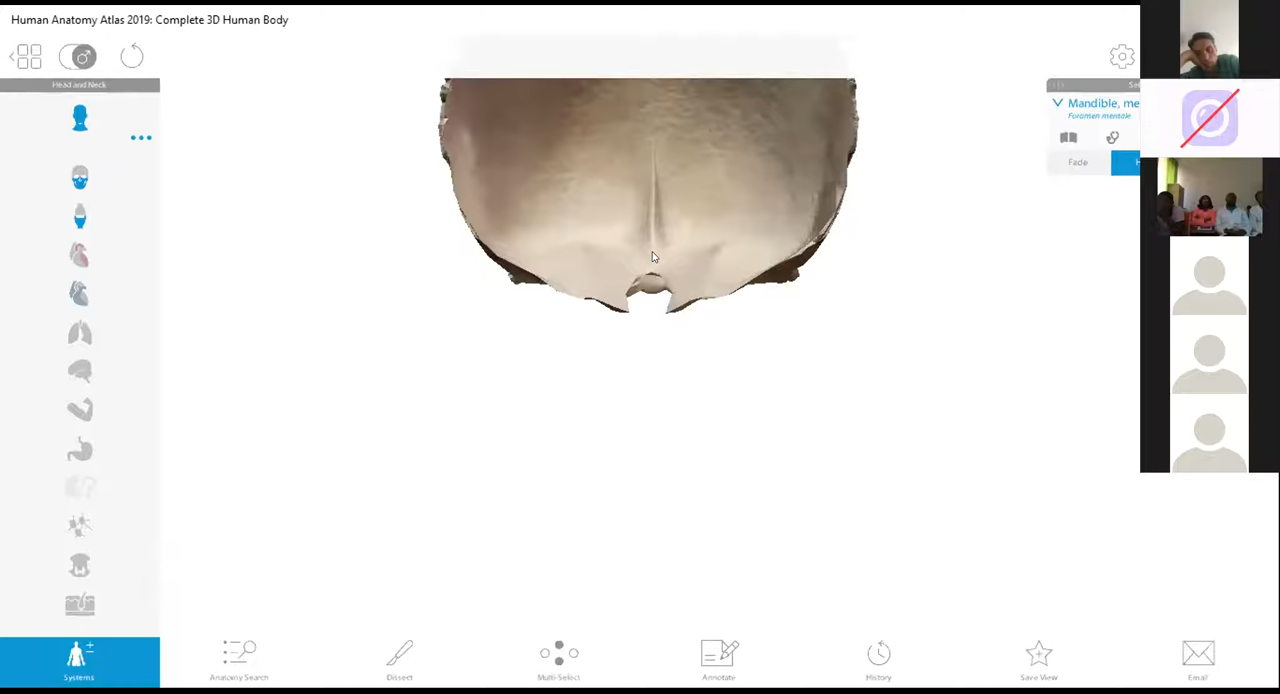 Human Anatomy Atlas 2019: Complete 3D Human Body
Head and Neck
Mandible, me
Foramen mentale
Fade
Systems
Anatomy Search
Dissect
Multi-Select
Annotate
History
Save View
Email